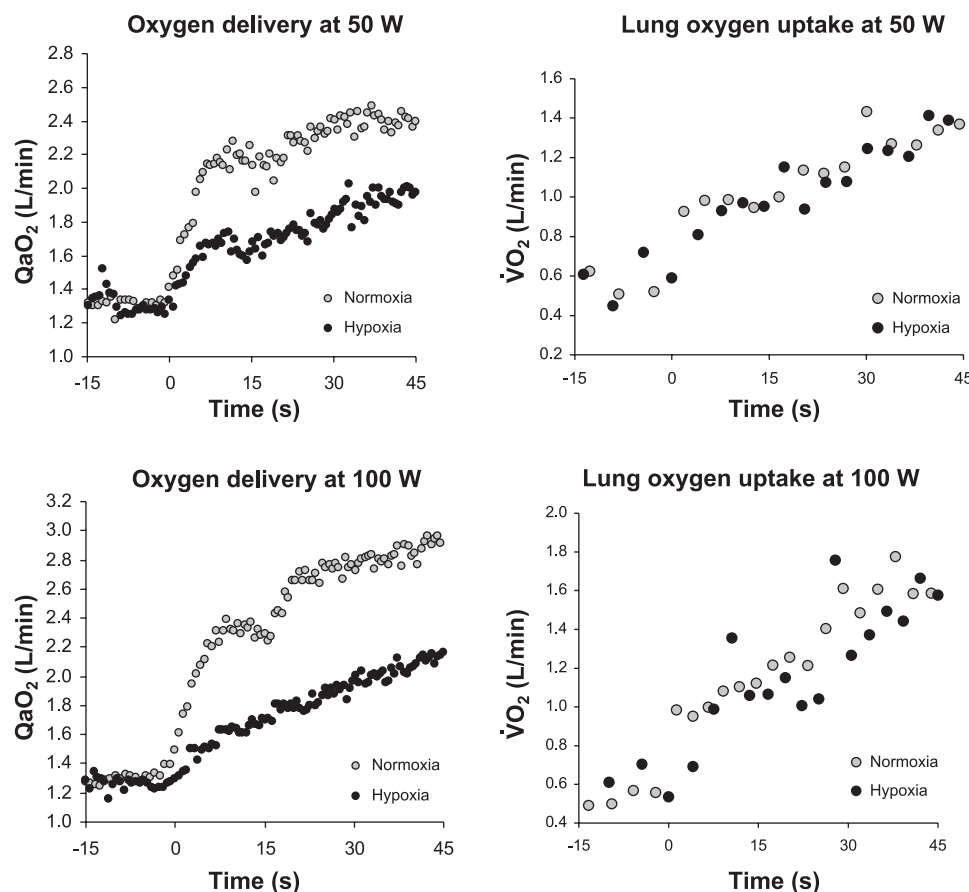 Oxygen delivery at 50 W
QaO₂ (L/min)
2.8
2.6
2.4
2.2
2.0
1.8
1.6
1.4
1.2
1.0
-15
0
15
30
45
Time (s)
Normoxia
Hypoxia
Lung oxygen uptake at 50 W
V̇O₂ (L/min)
1.6
1.4
1.2
1.0
0.8
0.6
0.4
0.2
-15
0
15
30
45
Time (s)
Normoxia
Hypoxia
Oxygen delivery at 100 W
QaO₂ (L/min)
3.2
3.0
2.8
2.6
2.4
2.2
2.0
1.8
1.6
1.4
1.2
1.0
-15
0
15
30
45
Time (s)
Normoxia
Hypoxia
Lung oxygen uptake at 100 W
V̇O₂ (L/min)
2.0
1.8
1.6
1.4
1.2
1.0
0.8
0.6
0.4
-15
0
15
30
45
Time (s)
Normoxia
Hypoxia